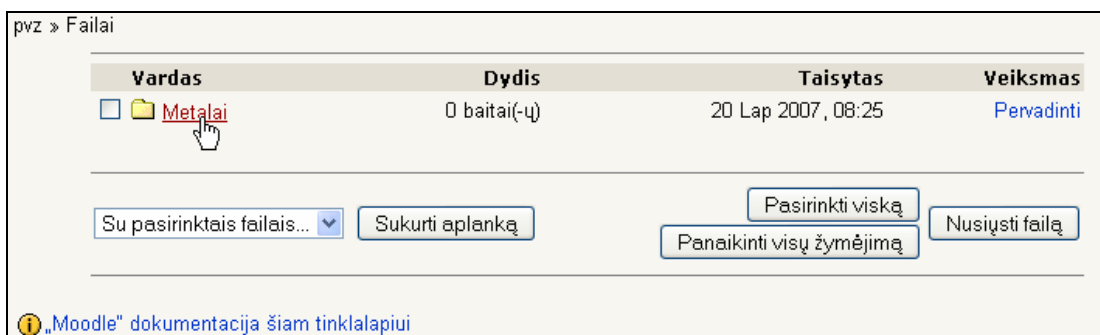 pvz » Failai
Vardas Dydis Taisytas Veiksmas
Metalai 0 baitai(-ų) 20 Lap 2007, 08:25 Pervadinti
Su pasirinktais failais... Sukurti aplanką Pasirinkti viską Panaikinti visų žymėjimą Nusiųsti failą
„Moodle" dokumentacija šiam tinklalapiui